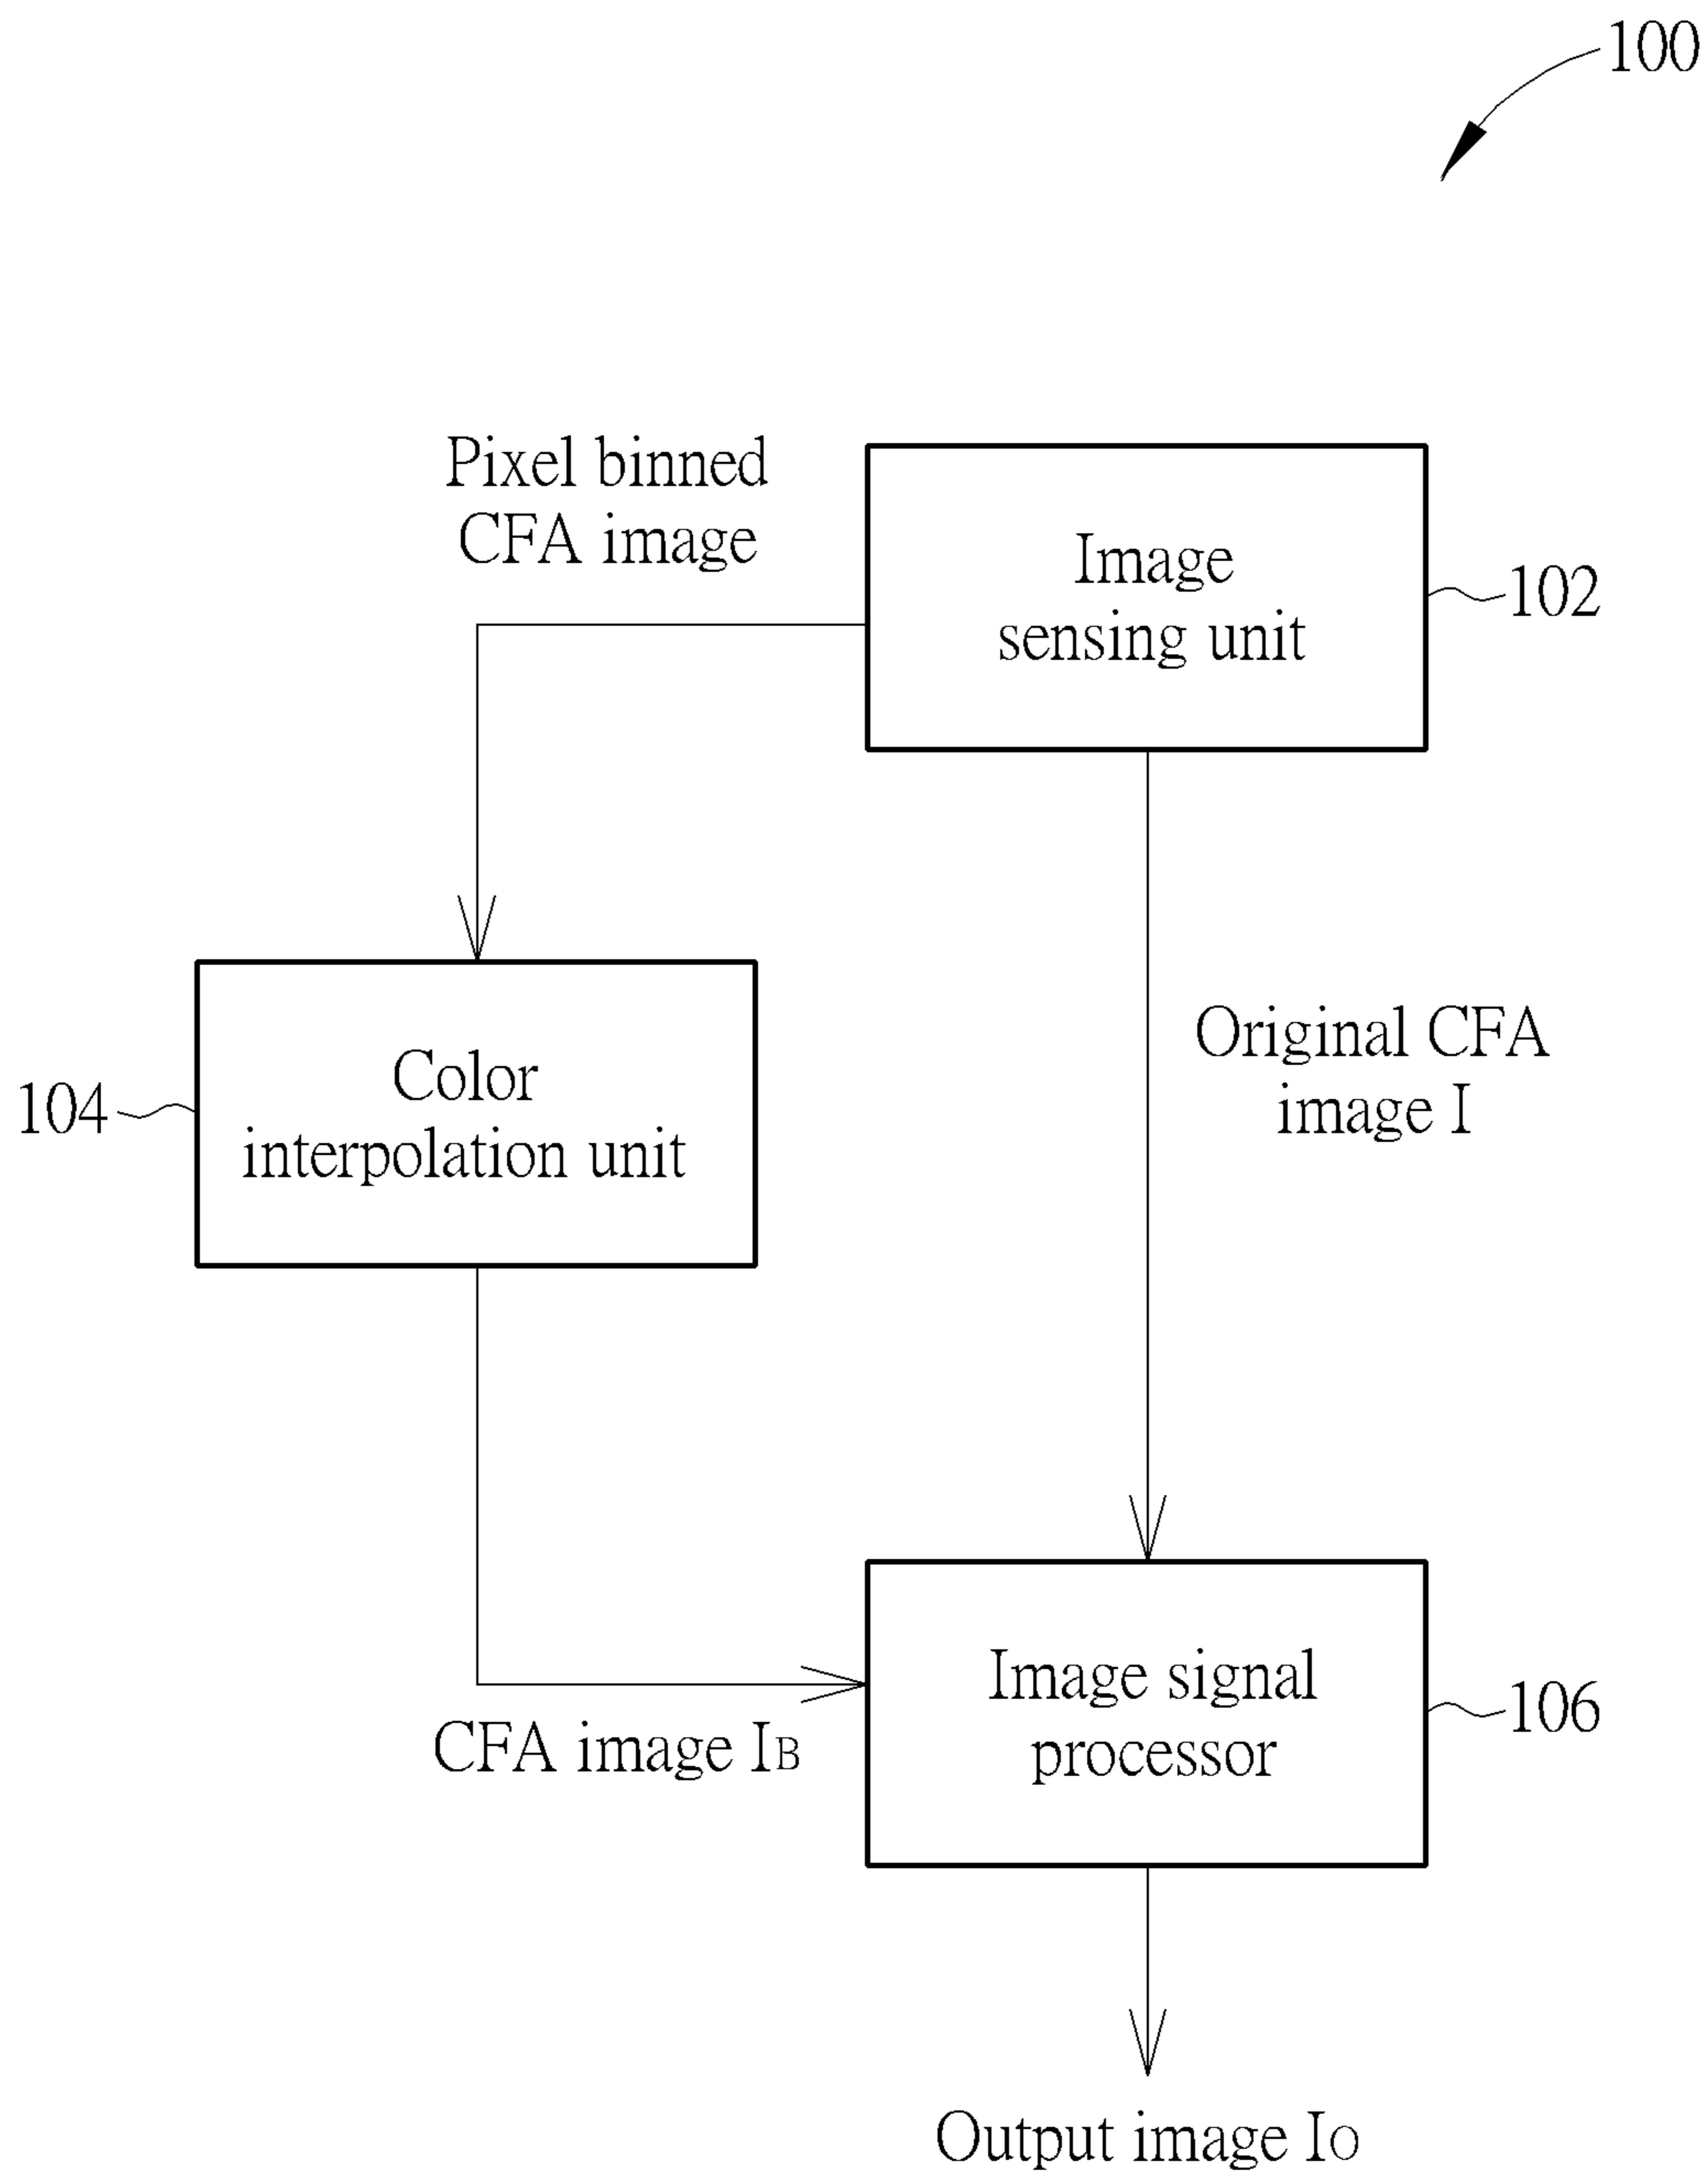 100
Pixel binned
CFA image
Image
sensing unit
102
Original CFA
image I
Color
interpolation unit
104
Image signal
processor
106
CFA image IB
Output image IO